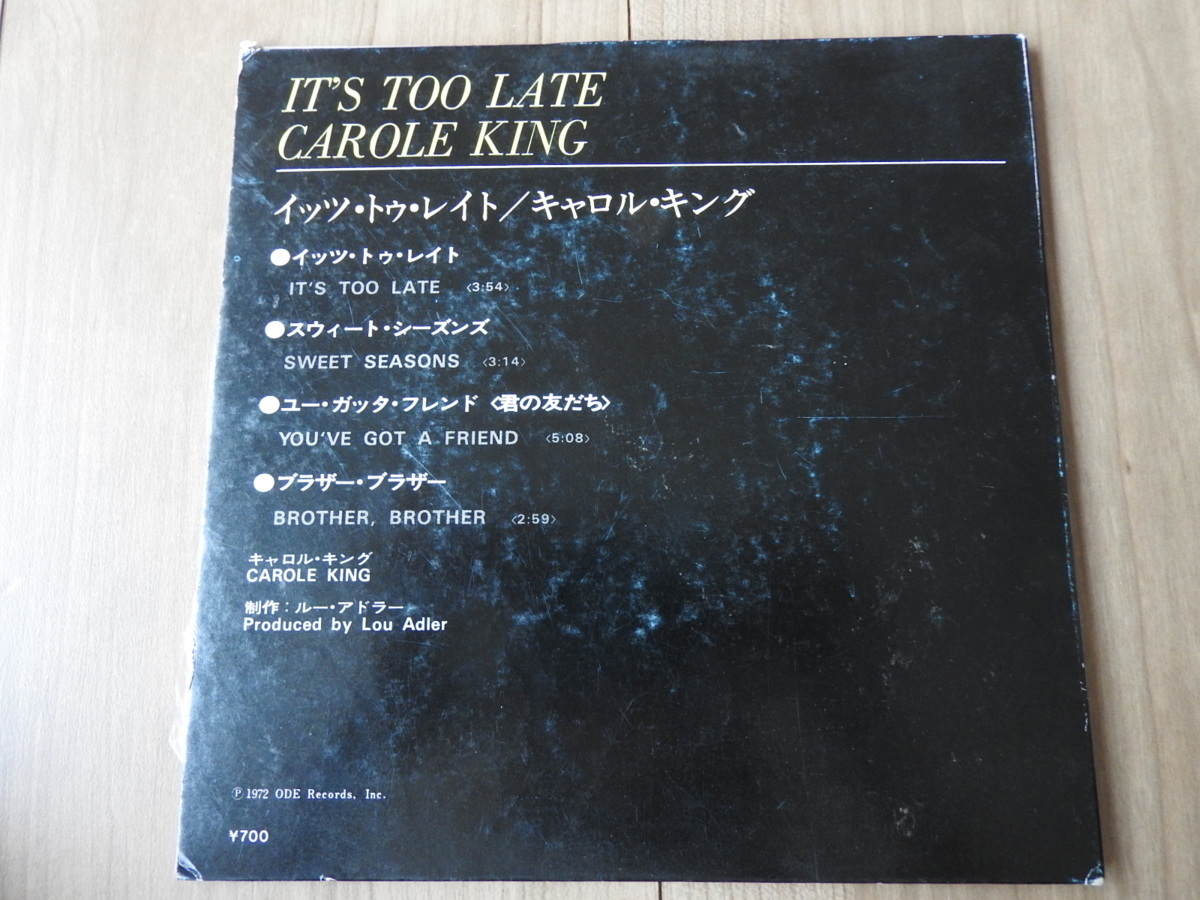 IT'S TOO LATE
CAROLE KING
イッツ・トゥ・レイト／キャロル・キング
●イッツ・トゥ・レイト
IT'S TOO LATE 〈3:54〉
●スウィート・シーズンズ
SWEET SEASONS 〈3:14〉
●ユー・ガッタ・フレンド〈君の友だち〉
YOU'VE GOT A FRIEND 〈5:08〉
●ブラザー・ブラザー
BROTHER, BROTHER 〈2:59〉
キャロル・キング
CAROLE KING
制作：ルー・アドラー
Produced by Lou Adler
Ⓟ1972 ODE Records, Inc.
¥700